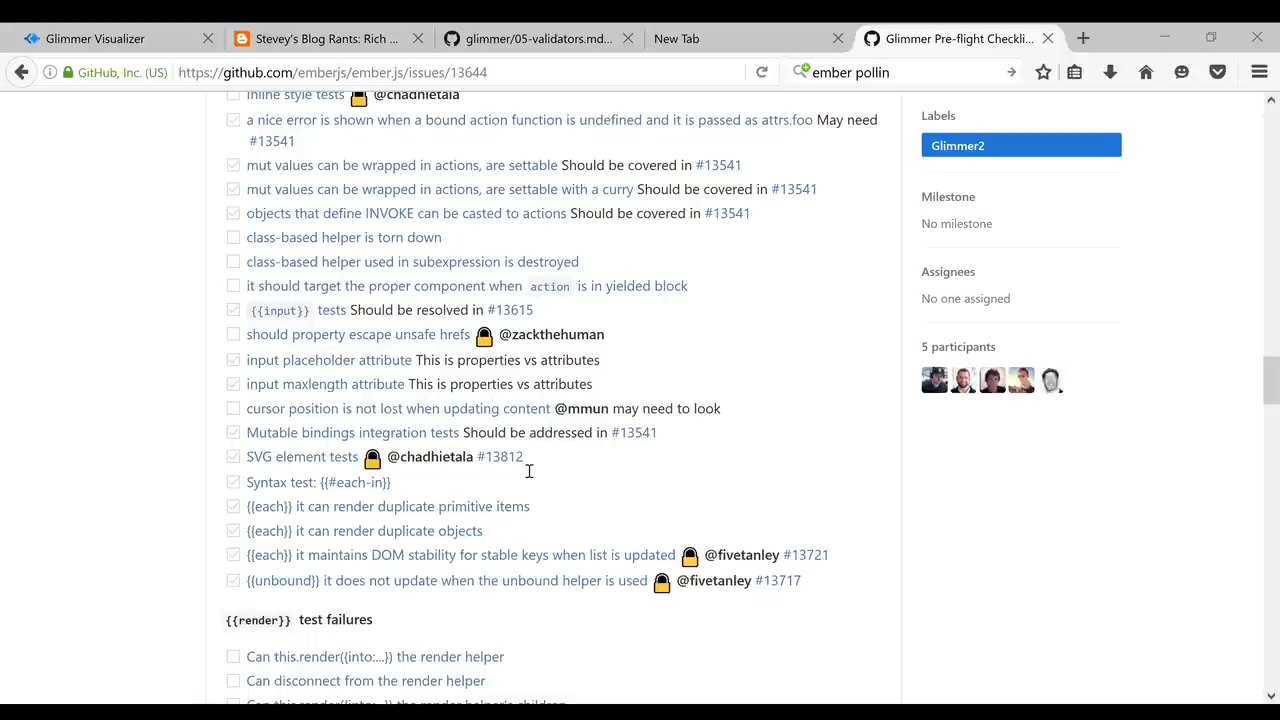 Glimmer Visualizer
Stevey's Blog Rants: Rich ...
glimmer/05-validators.md...
New Tab
Glimmer Pre-flight Checkli...
GitHub, Inc. (US)
https://github.com/emberjs/ember.js/issues/13644
ember pollin
Inline style tests @chadhietala
a nice error is shown when a bound action function is undefined and it is passed as attrs.foo May need
#13541
mut values can be wrapped in actions, are settable Should be covered in #13541
mut values can be wrapped in actions, are settable with a curry Should be covered in #13541
objects that define INVOKE can be casted to actions Should be covered in #13541
class-based helper is torn down
class-based helper used in subexpression is destroyed
it should target the proper component when action is in yielded block
{{input}} tests Should be resolved in #13615
should property escape unsafe hrefs @zackthehuman
input placeholder attribute This is properties vs attributes
input maxlength attribute This is properties vs attributes
cursor position is not lost when updating content @mmun may need to look
Mutable bindings integration tests Should be addressed in #13541
SVG element tests @chadhietala #13812
Syntax test: {{#each-in}}
{{each}} it can render duplicate primitive items
{{each}} it can render duplicate objects
{{each}} it maintains DOM stability for stable keys when list is updated @fivetanley #13721
{{unbound}} it does not update when the unbound helper is used @fivetanley #13717
{{render}} test failures
Can this.render({into:...}) the render helper
Can disconnect from the render helper
Can this.render({into:...}) the render helper's children
Labels
Glimmer2
Milestone
No milestone
Assignees
No one assigned
5 participants